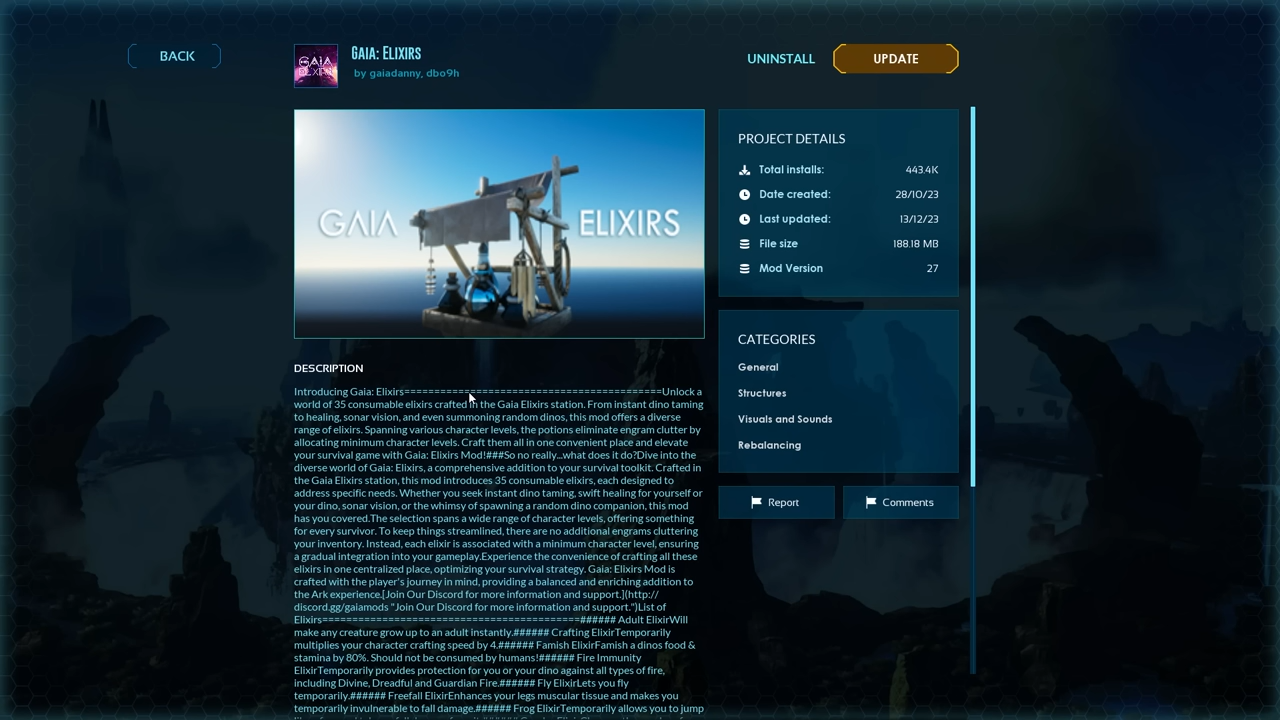 BACK
GAIA
ELIXIRS
GAIA: ELIXIRS
by gaiadanny, dbo9h
UNINSTALL
UPDATE
GAIA ELIXIRS
PROJECT DETAILS
Total installs: 443.4K
Date created: 28/10/23
Last updated: 13/12/23
File size 188.18 MB
Mod Version 27
CATEGORIES
General
Structures
Visuals and Sounds
Rebalancing
Report
Comments
DESCRIPTION
Introducing Gaia: Elixirs===========================================Unlock a
world of 35 consumable elixirs crafted in the Gaia Elixirs station. From instant dino taming
to healing, sonar vision, and even summoning random dinos, this mod offers a diverse
range of elixirs. Spanning various character levels, the potions eliminate engram clutter by
allocating minimum character levels. Craft them all in one convenient place and elevate
your survival game with Gaia: Elixirs Mod!###So no really...what does it do?Dive into the
diverse world of Gaia: Elixirs, a comprehensive addition to your survival toolkit. Crafted in
the Gaia Elixirs station, this mod introduces 35 consumable elixirs, each designed to
address specific needs. Whether you seek instant dino taming, swift healing for yourself or
your dino, sonar vision, or the whimsy of spawning a random dino companion, this mod
has you covered.The selection spans a wide range of character levels, offering something
for every survivor. To keep things streamlined, there are no additional engrams cluttering
your inventory. Instead, each elixir is associated with a minimum character level, ensuring
a gradual integration into your gameplay.Experience the convenience of crafting all these
elixirs in one centralized place, optimizing your survival strategy. Gaia: Elixirs Mod is
crafted with the player's journey in mind, providing a balanced and enriching addition to
the Ark experience.[Join Our Discord for more information and support.](http://
discord.gg/gaiamods "Join Our Discord for more information and support.")List of
Elixirs===========================================###### Adult ElixirWill
make any creature grow up to an adult instantly.###### Crafting ElixirTemporarily
multiplies your character crafting speed by 4.###### Famish ElixirFamish a dinos food &
stamina by 80%. Should not be consumed by humans!###### Fire Immunity
ElixirTemporarily provides protection for you or your dino against all types of fire,
including Divine, Dreadful and Guardian Fire.###### Fly ElixirLets you fly
temporarily.###### Freefall ElixirEnhances your legs muscular tissue and makes you
temporarily invulnerable to fall damage.###### Frog ElixirTemporarily allows you to jump